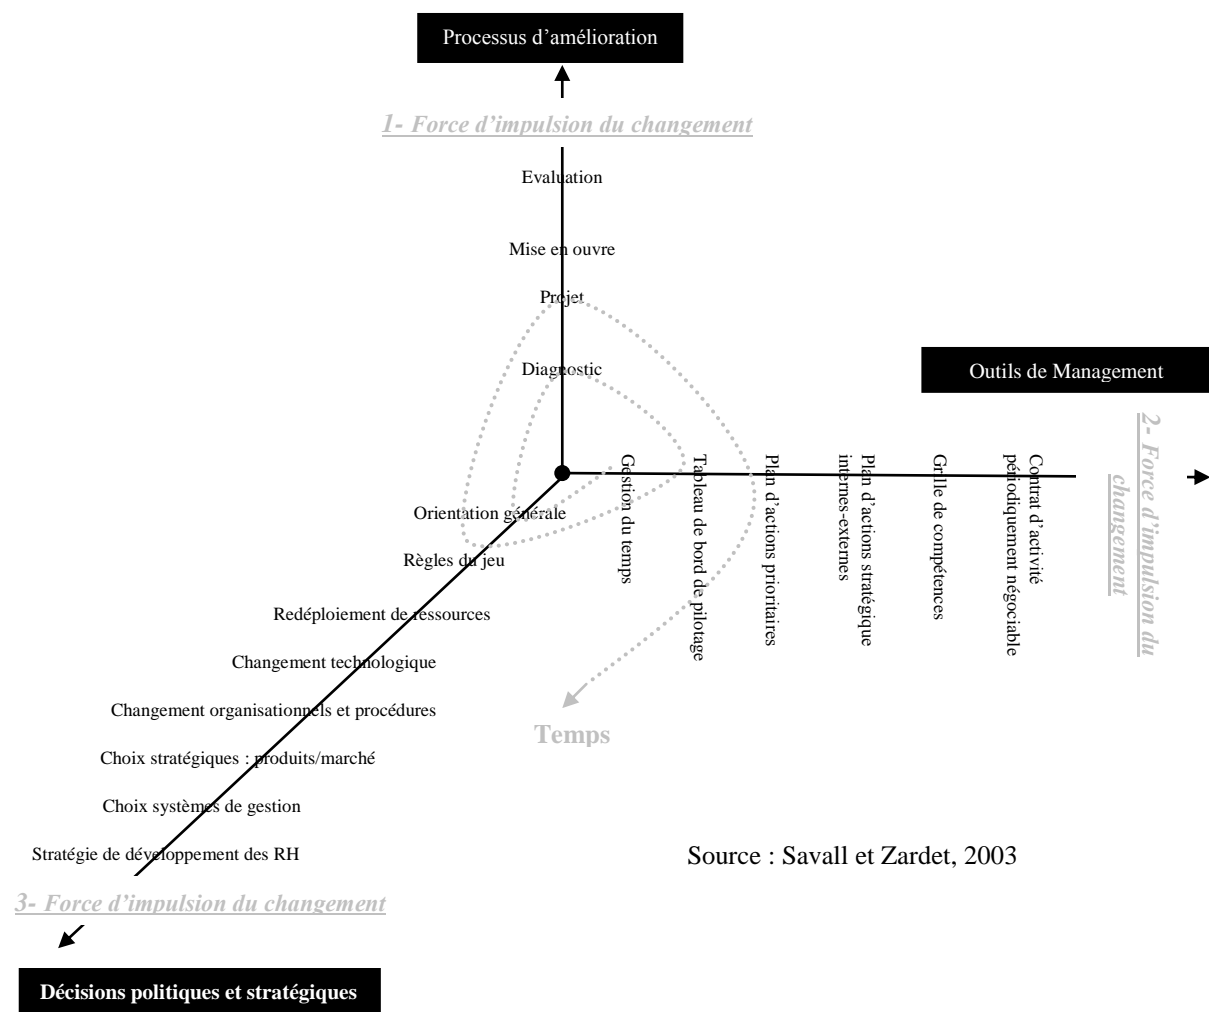 Processus d’amélioration
1- Force d’impulsion du changement
Evaluation
Mise en ouvre
Projet
Diagnostic
Outils de Management
2- Force d’impulsion du
changement
Gestion du temps
Tableau de bord de pilotage
Plan d’actions prioritaires
Plan d’actions stratégique
internes-externes
Grille de compétences
Contrat d’activité
périodiquement négociable
Orientation générale
Règles du jeu
Redéploiement de ressources
Changement technologique
Changement organisationnels et procédures
Choix stratégiques : produits/marché
Choix systèmes de gestion
Stratégie de développement des RH
Temps
Source : Savall et Zardet, 2003
3- Force d’impulsion du changement
Décisions politiques et stratégiques